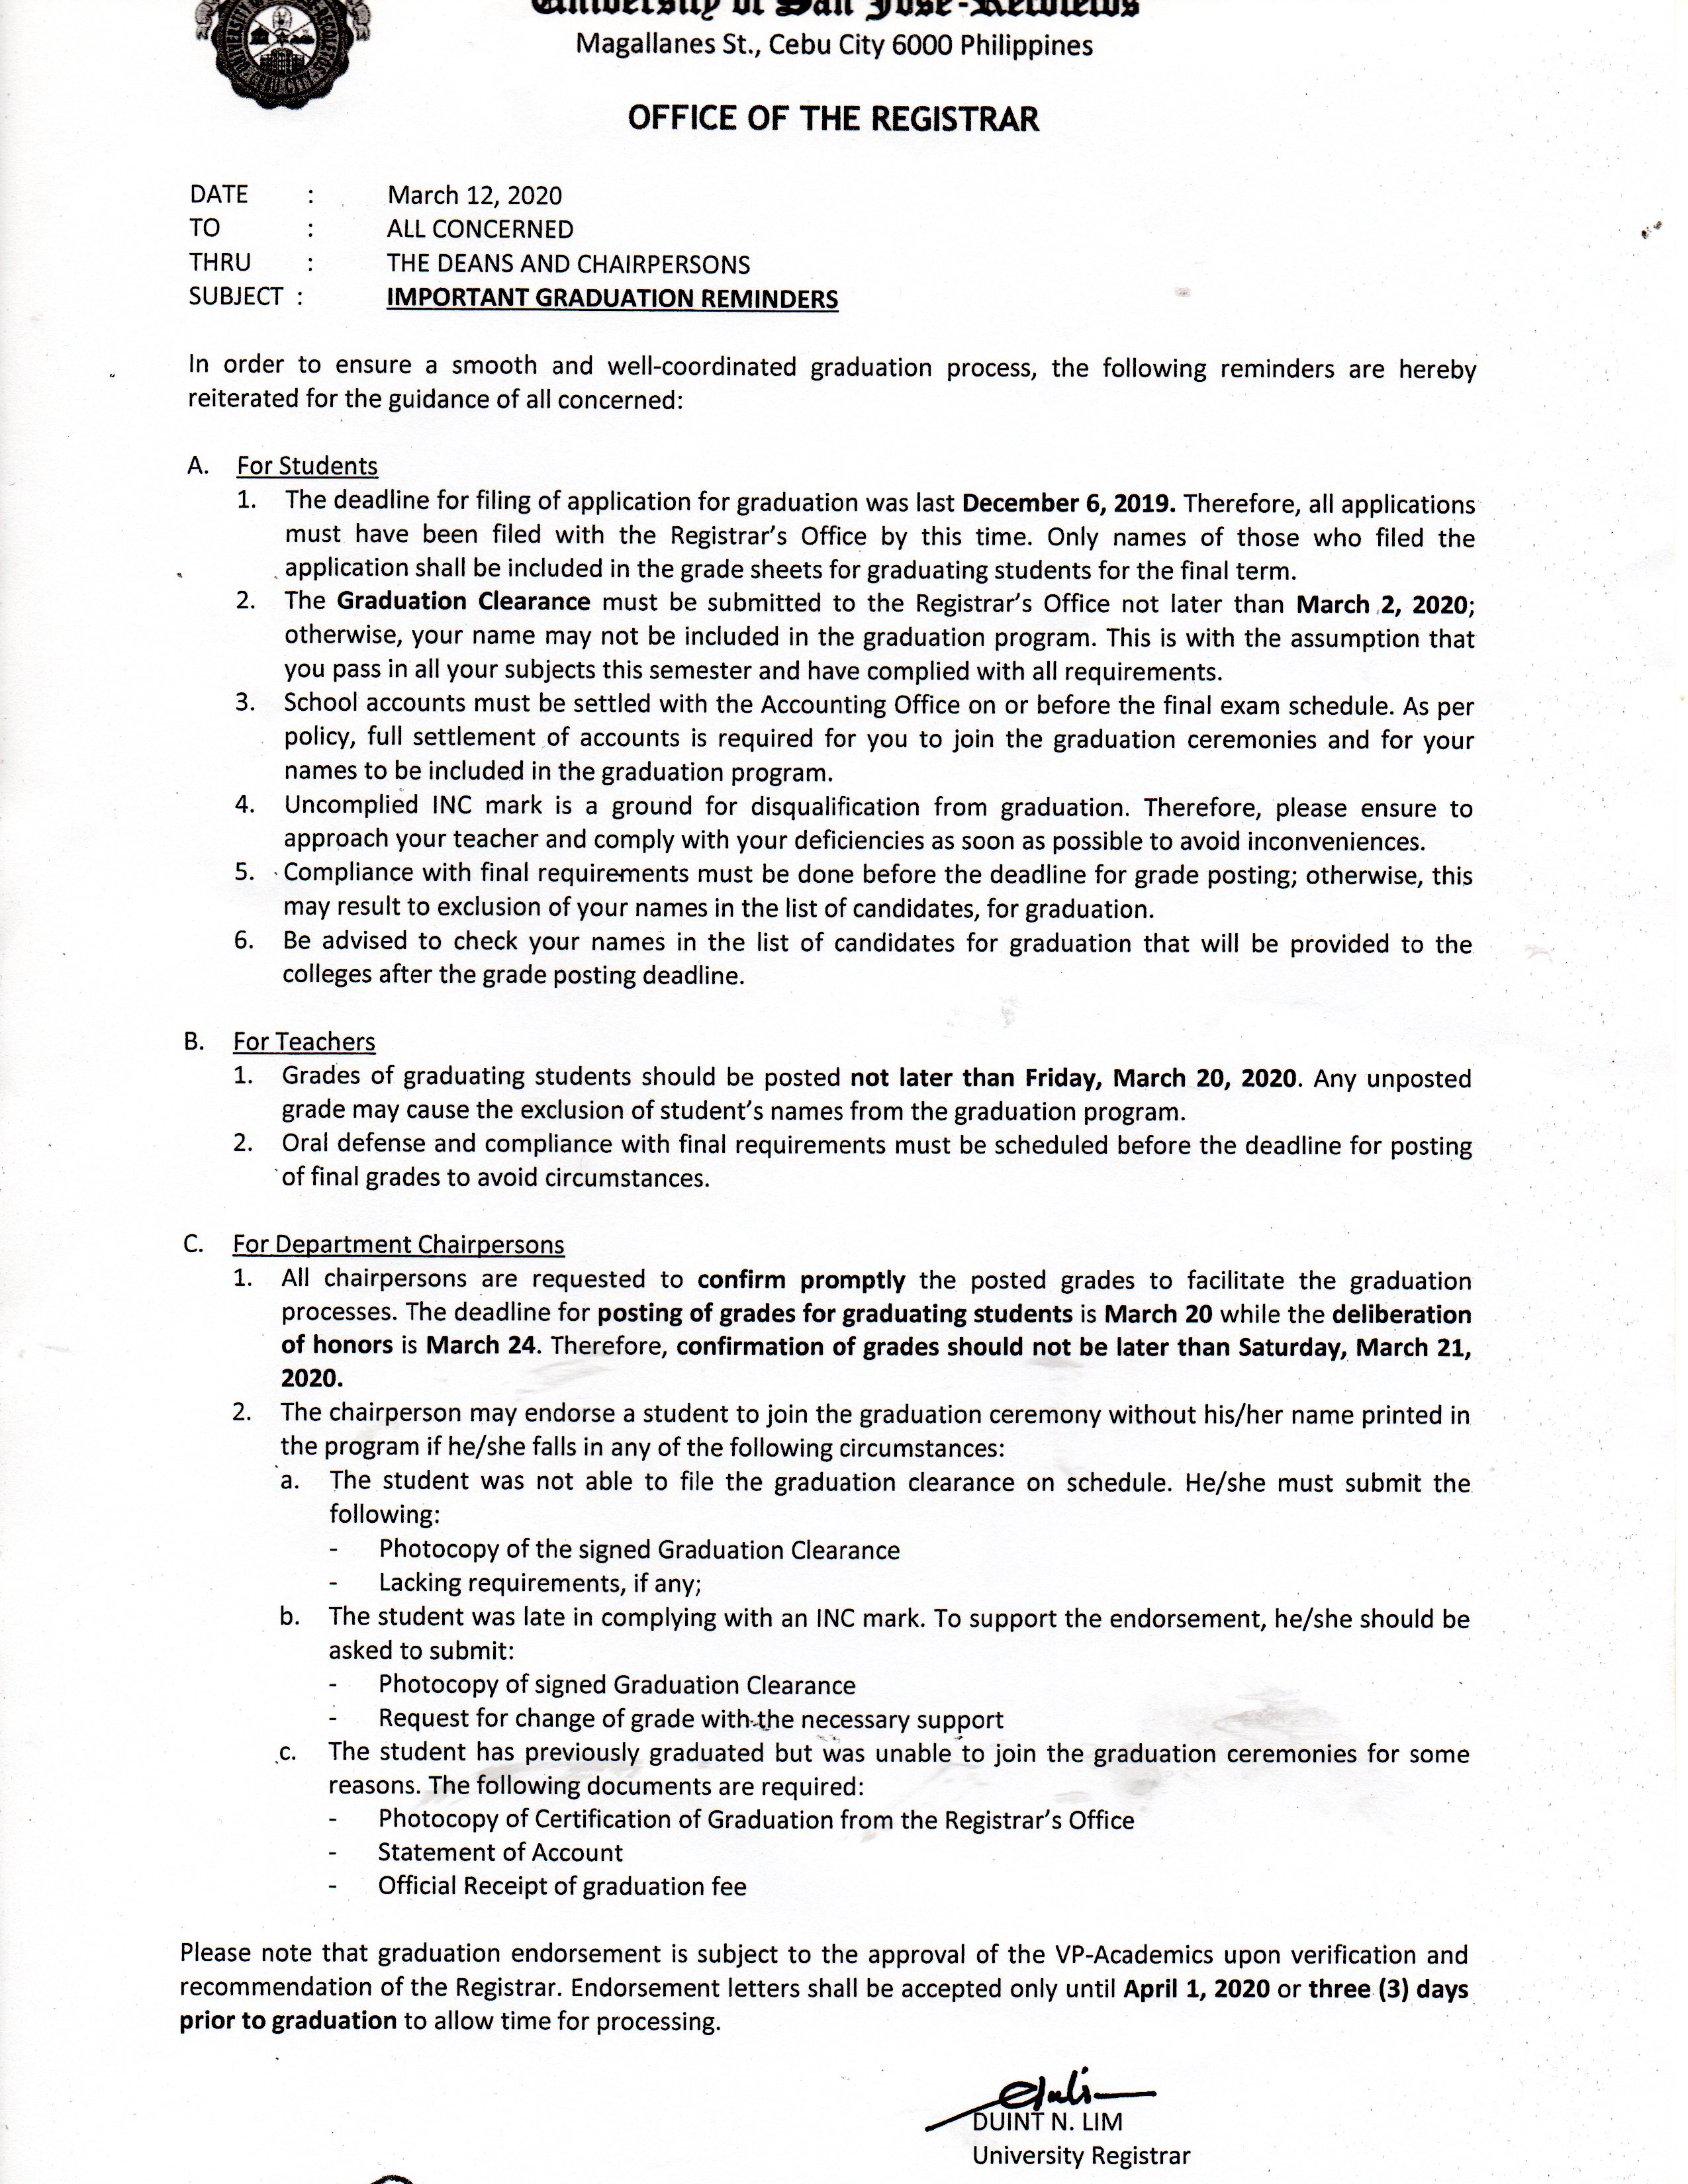 University of San Jose-Recoletos
Magallanes St., Cebu City 6000 Philippines
OFFICE OF THE REGISTRAR
DATE : March 12, 2020
TO : ALL CONCERNED
THRU : THE DEANS AND CHAIRPERSONS
SUBJECT : IMPORTANT GRADUATION REMINDERS
In order to ensure a smooth and well-coordinated graduation process, the following reminders are hereby
reiterated for the guidance of all concerned:
A. For Students
1. The deadline for filing of application for graduation was last December 6, 2019. Therefore, all applications
must have been filed with the Registrar's Office by this time. Only names of those who filed the
application shall be included in the grade sheets for graduating students for the final term.
2. The Graduation Clearance must be submitted to the Registrar's Office not later than March 2, 2020;
otherwise, your name may not be included in the graduation program. This is with the assumption that
you pass in all your subjects this semester and have complied with all requirements.
3. School accounts must be settled with the Accounting Office on or before the final exam schedule. As per
policy, full settlement of accounts is required for you to join the graduation ceremonies and for your
names to be included in the graduation program.
4. Uncomplied INC mark is a ground for disqualification from graduation. Therefore, please ensure to
approach your teacher and comply with your deficiencies as soon as possible to avoid inconveniences.
5. Compliance with final requirements must be done before the deadline for grade posting; otherwise, this
may result to exclusion of your names in the list of candidates, for graduation.
6. Be advised to check your names in the list of candidates for graduation that will be provided to the
colleges after the grade posting deadline.
B. For Teachers
1. Grades of graduating students should be posted not later than Friday, March 20, 2020. Any unposted
grade may cause the exclusion of student's names from the graduation program.
2. Oral defense and compliance with final requirements must be scheduled before the deadline for posting
of final grades to avoid circumstances.
C. For Department Chairpersons
1. All chairpersons are requested to confirm promptly the posted grades to facilitate the graduation
processes. The deadline for posting of grades for graduating students is March 20 while the deliberation
of honors is March 24. Therefore, confirmation of grades should not be later than Saturday, March 21,
2020.
2. The chairperson may endorse a student to join the graduation ceremony without his/her name printed in
the program if he/she falls in any of the following circumstances:
a. The student was not able to file the graduation clearance on schedule. He/she must submit the
following:
- Photocopy of the signed Graduation Clearance
- Lacking requirements, if any;
b. The student was late in complying with an INC mark. To support the endorsement, he/she should be
asked to submit:
- Photocopy of signed Graduation Clearance
- Request for change of grade with the necessary support
c. The student has previously graduated but was unable to join the graduation ceremonies for some
reasons. The following documents are required:
- Photocopy of Certification of Graduation from the Registrar's Office
- Statement of Account
- Official Receipt of graduation fee
Please note that graduation endorsement is subject to the approval of the VP-Academics upon verification and
recommendation of the Registrar. Endorsement letters shall be accepted only until April 1, 2020 or three (3) days
prior to graduation to allow time for processing.
DUINT N. LIM
University Registrar